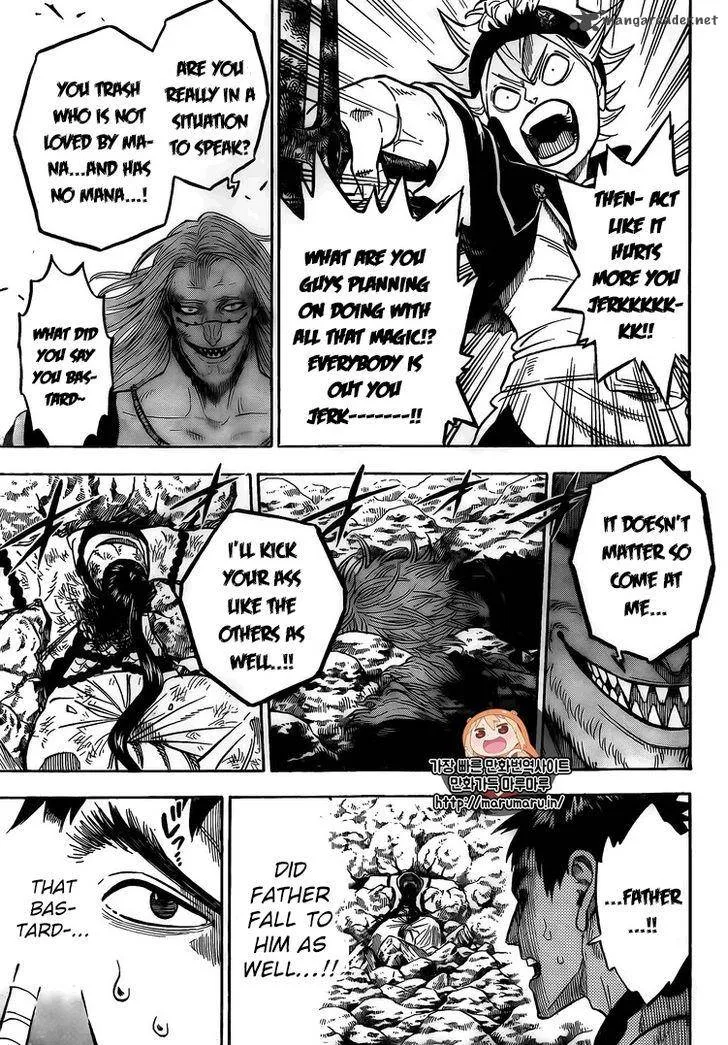 mangareader.net
THEN- ACT
LIKE IT
HURTS
MORE YOU
JERKKKKK-
KK!!
WHAT ARE YOU
GUYS PLANNING
ON DOING WITH
ALL THAT MAGIC!?
EVERYBODY IS
OUT YOU
JERK-------!!
ARE YOU
REALLY IN A
SITUATION
TO SPEAK?
YOU TRASH
WHO IS NOT
LOVED BY MA-
NA...AND HAS
NO MANA...!
WHAT DID
YOU SAY
YOU BAS-
TARD~
IT DOESN'T
MATTER SO
COME AT
ME...
I'LL KICK
YOUR ASS
LIKE THE
OTHERS AS
WELL..!!
가장 빠른 만화번역사이트
만화가득 마루마루
http://marumaru.in/
...FATHER
...!!
DID
FATHER
FALL TO
HIM AS
WELL...!!
THAT
BAS-
TARD-...